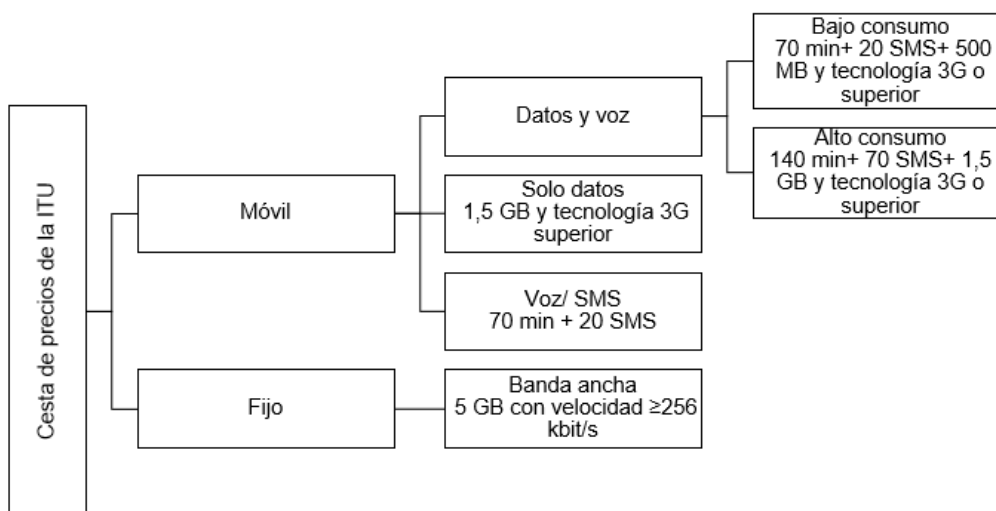 Cesta de precios de la ITU
Móvil
Fijo
Datos y voz
Solo datos
1,5 GB y tecnología 3G
superior
Voz/ SMS
70 min + 20 SMS
Banda ancha
5 GB con velocidad ≥256
kbit/s
Bajo consumo
70 min+ 20 SMS+ 500
MB y tecnología 3G o
superior
Alto consumo
140 min+ 70 SMS+ 1,5
GB y tecnología 3G o
superior